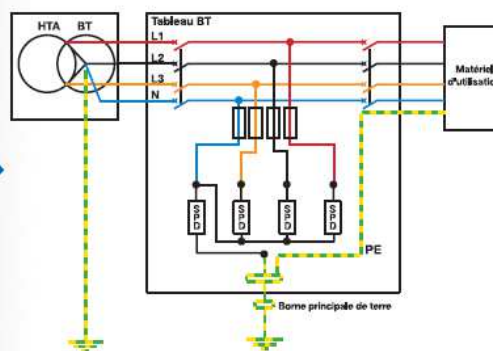 HTA BT
Tableau BT
L1
L2
L3
N
Matériel
d'utilisation
SPD
SPD
SPD
SPD
PE
Borne principale de terre